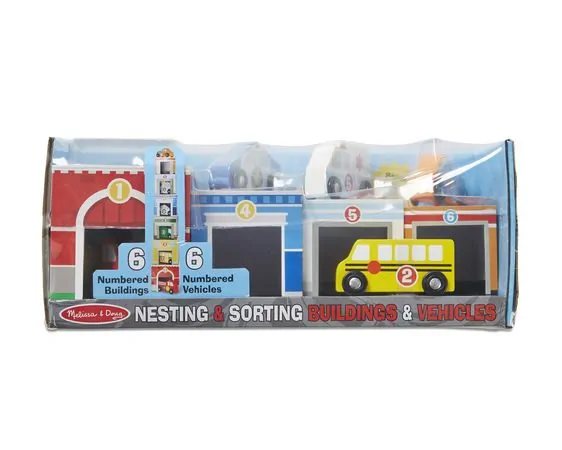 1
4
5
6
2
6 6
Numbered Numbered
Buildings Vehicles
Melissa & Doug
NESTING & SORTING BUILDINGS & VEHICLES